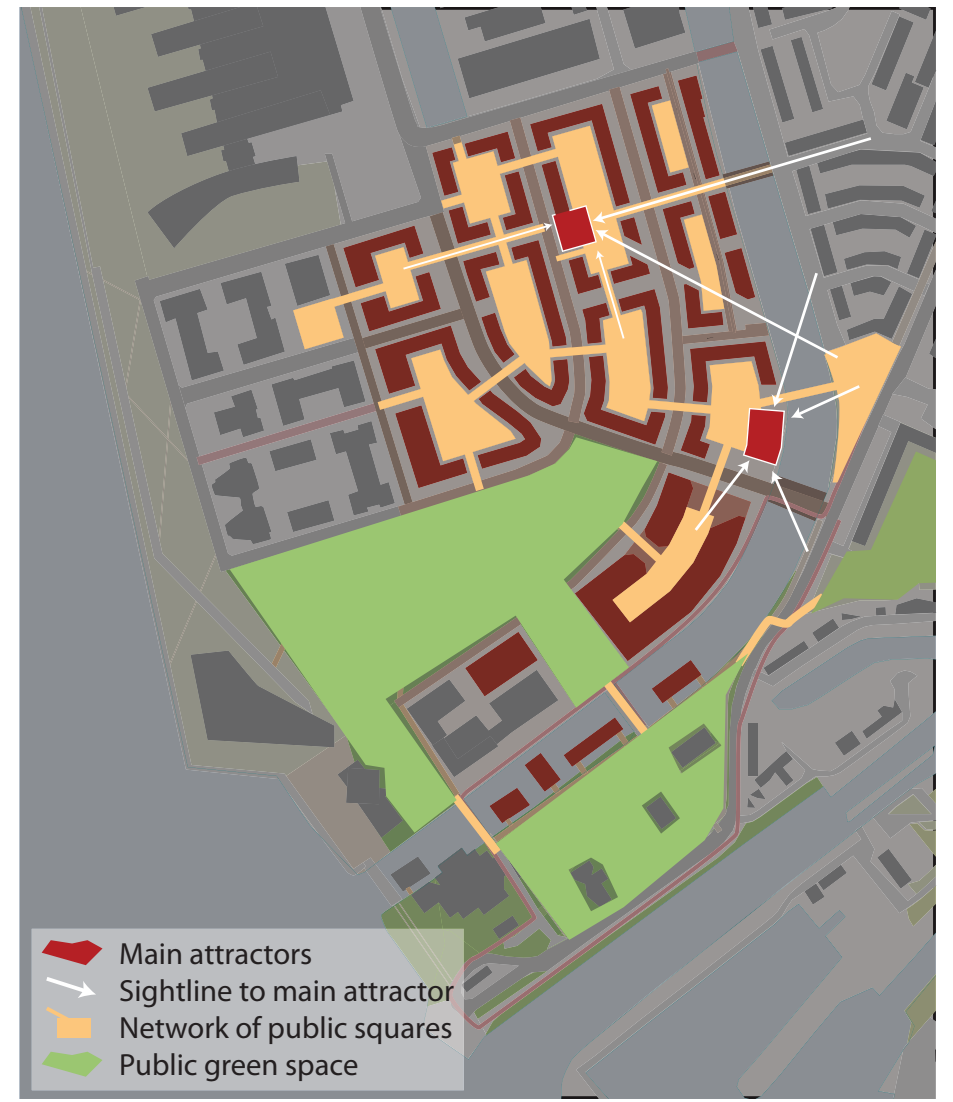 Main attractors
Sightline to main attractor
Network of public squares
Public green space